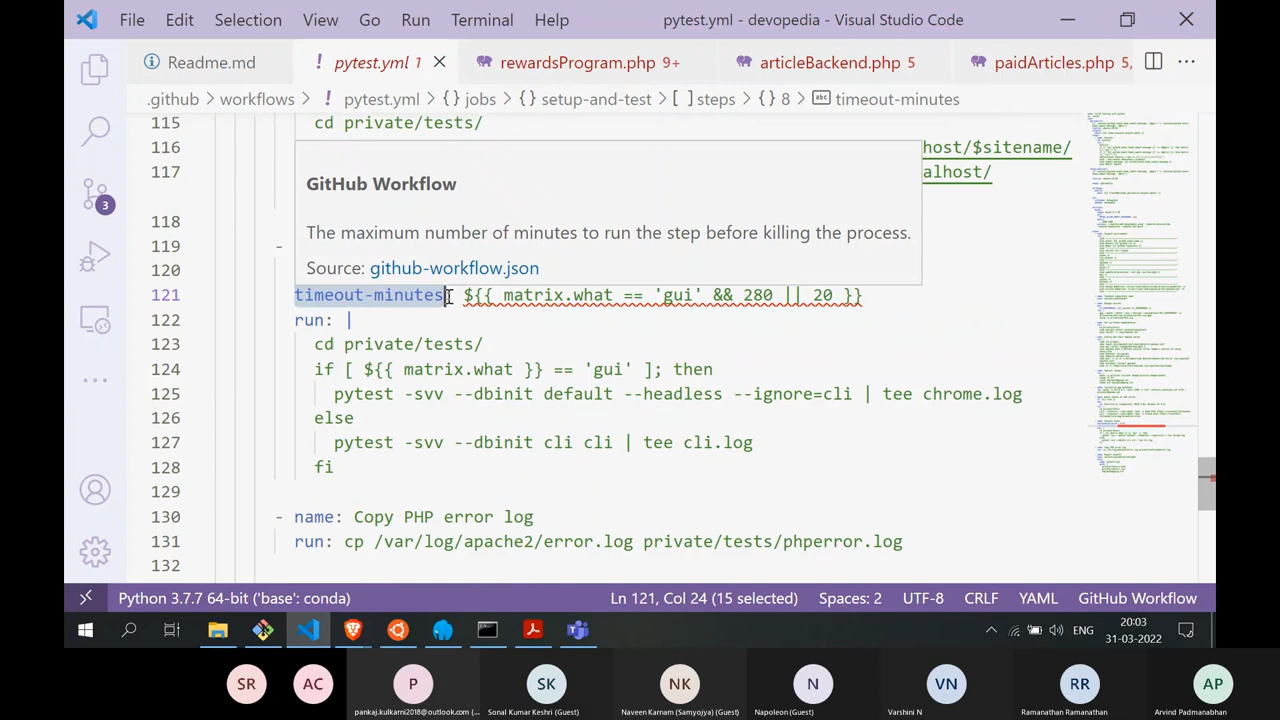 File Edit Selection View Go Run Terminal Help pytest.yml - devopedia - Visual Studio Code
Readme.md ! pytest.yml 1 rewardsProgram.php 9+ articleBackend.php 5 paidArticles.php 5,
.github > workflows > ! pytest.yml > {} jobs > {} setup-and-test > [ ] steps > {} 8 > abc timeout-minutes
115 cd private/tests/
116 host/$sitename/
117 alhost/
GitHub Workflow
118
The maximum number of minutes to run the step before killing the process.
119 -
120 Source: github-workflow.json
121 timeout-minutes: matrix.what == 'gui' && 280 || 20
122 run: |
123 cd private/tests/
124 if [ ${{ matrix.what }} == 'gui' ]; then
125 pytest -vv --dbinit default --headless --ignore=cli | tee chrome.log
126 else
127 pytest --dbinit cli cli | tee cli.log
128 fi
129
130 - name: Copy PHP error log
131 run: cp /var/log/apache2/error.log private/tests/phperror.log
132
3
Python 3.7.7 64-bit ('base': conda) Ln 121, Col 24 (15 selected) Spaces: 2 UTF-8 CRLF YAML GitHub Workflow
ENG 20:03
31-03-2022
SR AC P SK NK N VN RR AP
pankaj.kulkarni2018@outlook.com (... Sonal Kumar Keshri (Guest) Naveen Karnam (Samyojya) (Guest) Napoleon (Guest) Varshini N Ramanathan Ramanathan Arvind Padmanabhan